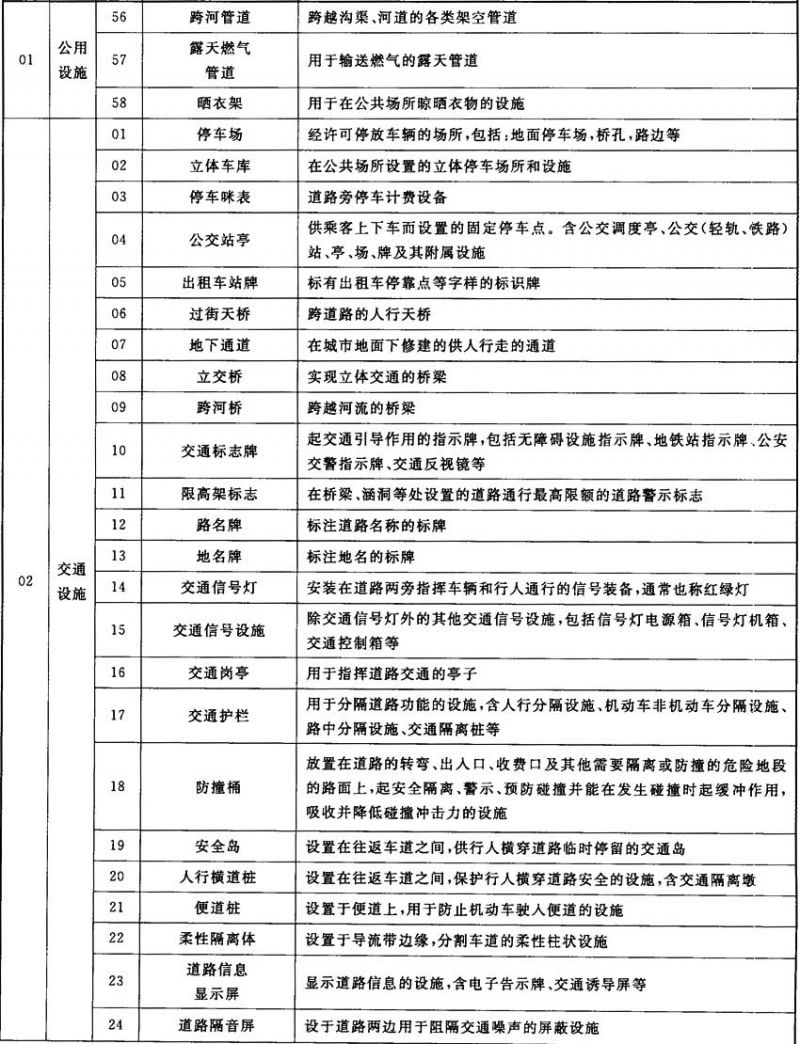 01 公用设施 56 跨河管道 跨越沟渠、河道的各类架空管道
57 露天燃气管道 用于输送燃气的露天管道
58 晒衣架 用于在公共场所晾晒衣物的设施
02 交通设施 01 停车场 经许可停放车辆的场所,包括:地面停车场,桥孔,路边等
02 立体车库 在公共场所设置的立体停车场所和设施
03 停车咪表 道路旁停车计费设备
04 公交站亭 供乘客上下车而设置的固定停车点。含公交调度亭、公交(轻轨、铁路)
站、亭、场、牌及其附属设施
05 出租车站牌 标有出租车停靠点等字样的标识牌
06 过街天桥 跨道路的人行天桥
07 地下通道 在城市地面下修建的供人行走的通道
08 立交桥 实现立体交通的桥梁
09 跨河桥 跨越河流的桥梁
10 交通标志牌 起交通引导作用的指示牌,包括无障碍设施指示牌、地铁站指示牌、公安
交警指示牌、交通反视镜等
11 限高架标志 在桥梁、涵洞等处设置的道路通行最高限额的道路警示标志
12 路名牌 标注道路名称的标牌
13 地名牌 标注地名的标牌
14 交通信号灯 安装在道路两旁指挥车辆和行人通行的信号装备,通常也称红绿灯
15 交通信号设施 除交通信号灯外的其他交通信号设施,包括信号灯电源箱、信号灯机箱、
交通控制箱等
16 交通岗亭 用于指挥道路交通的亭子
17 交通护栏 用于分隔道路功能的设施,含人行分隔设施、机动车非机动车分隔设施、
路中分隔设施、交通隔离桩等
18 防撞桶 放置在道路的转弯、出入口、收费口及其他需要隔离或防撞的危险地段
的路面上,起安全隔离、警示、预防碰撞并能在发生碰撞时起缓冲作用,
吸收并降低碰撞冲击力的设施
19 安全岛 设置在往返车道之间,供行人横穿道路临时停留的交通岛
20 人行横道桩 设置在往返车道之间,保护行人横穿道路安全的设施,含交通隔离墩
21 便道桩 设置于便道上,用于防止机动车驶入便道的设施
22 柔性隔离体 设置于导流带边缘,分割车道的柔性柱状设施
23 道路信息显示屏 显示道路信息的设施,含电子告示牌、交通诱导屏等
24 道路隔音屏 设于道路两边用于阻隔交通噪声的屏蔽设施